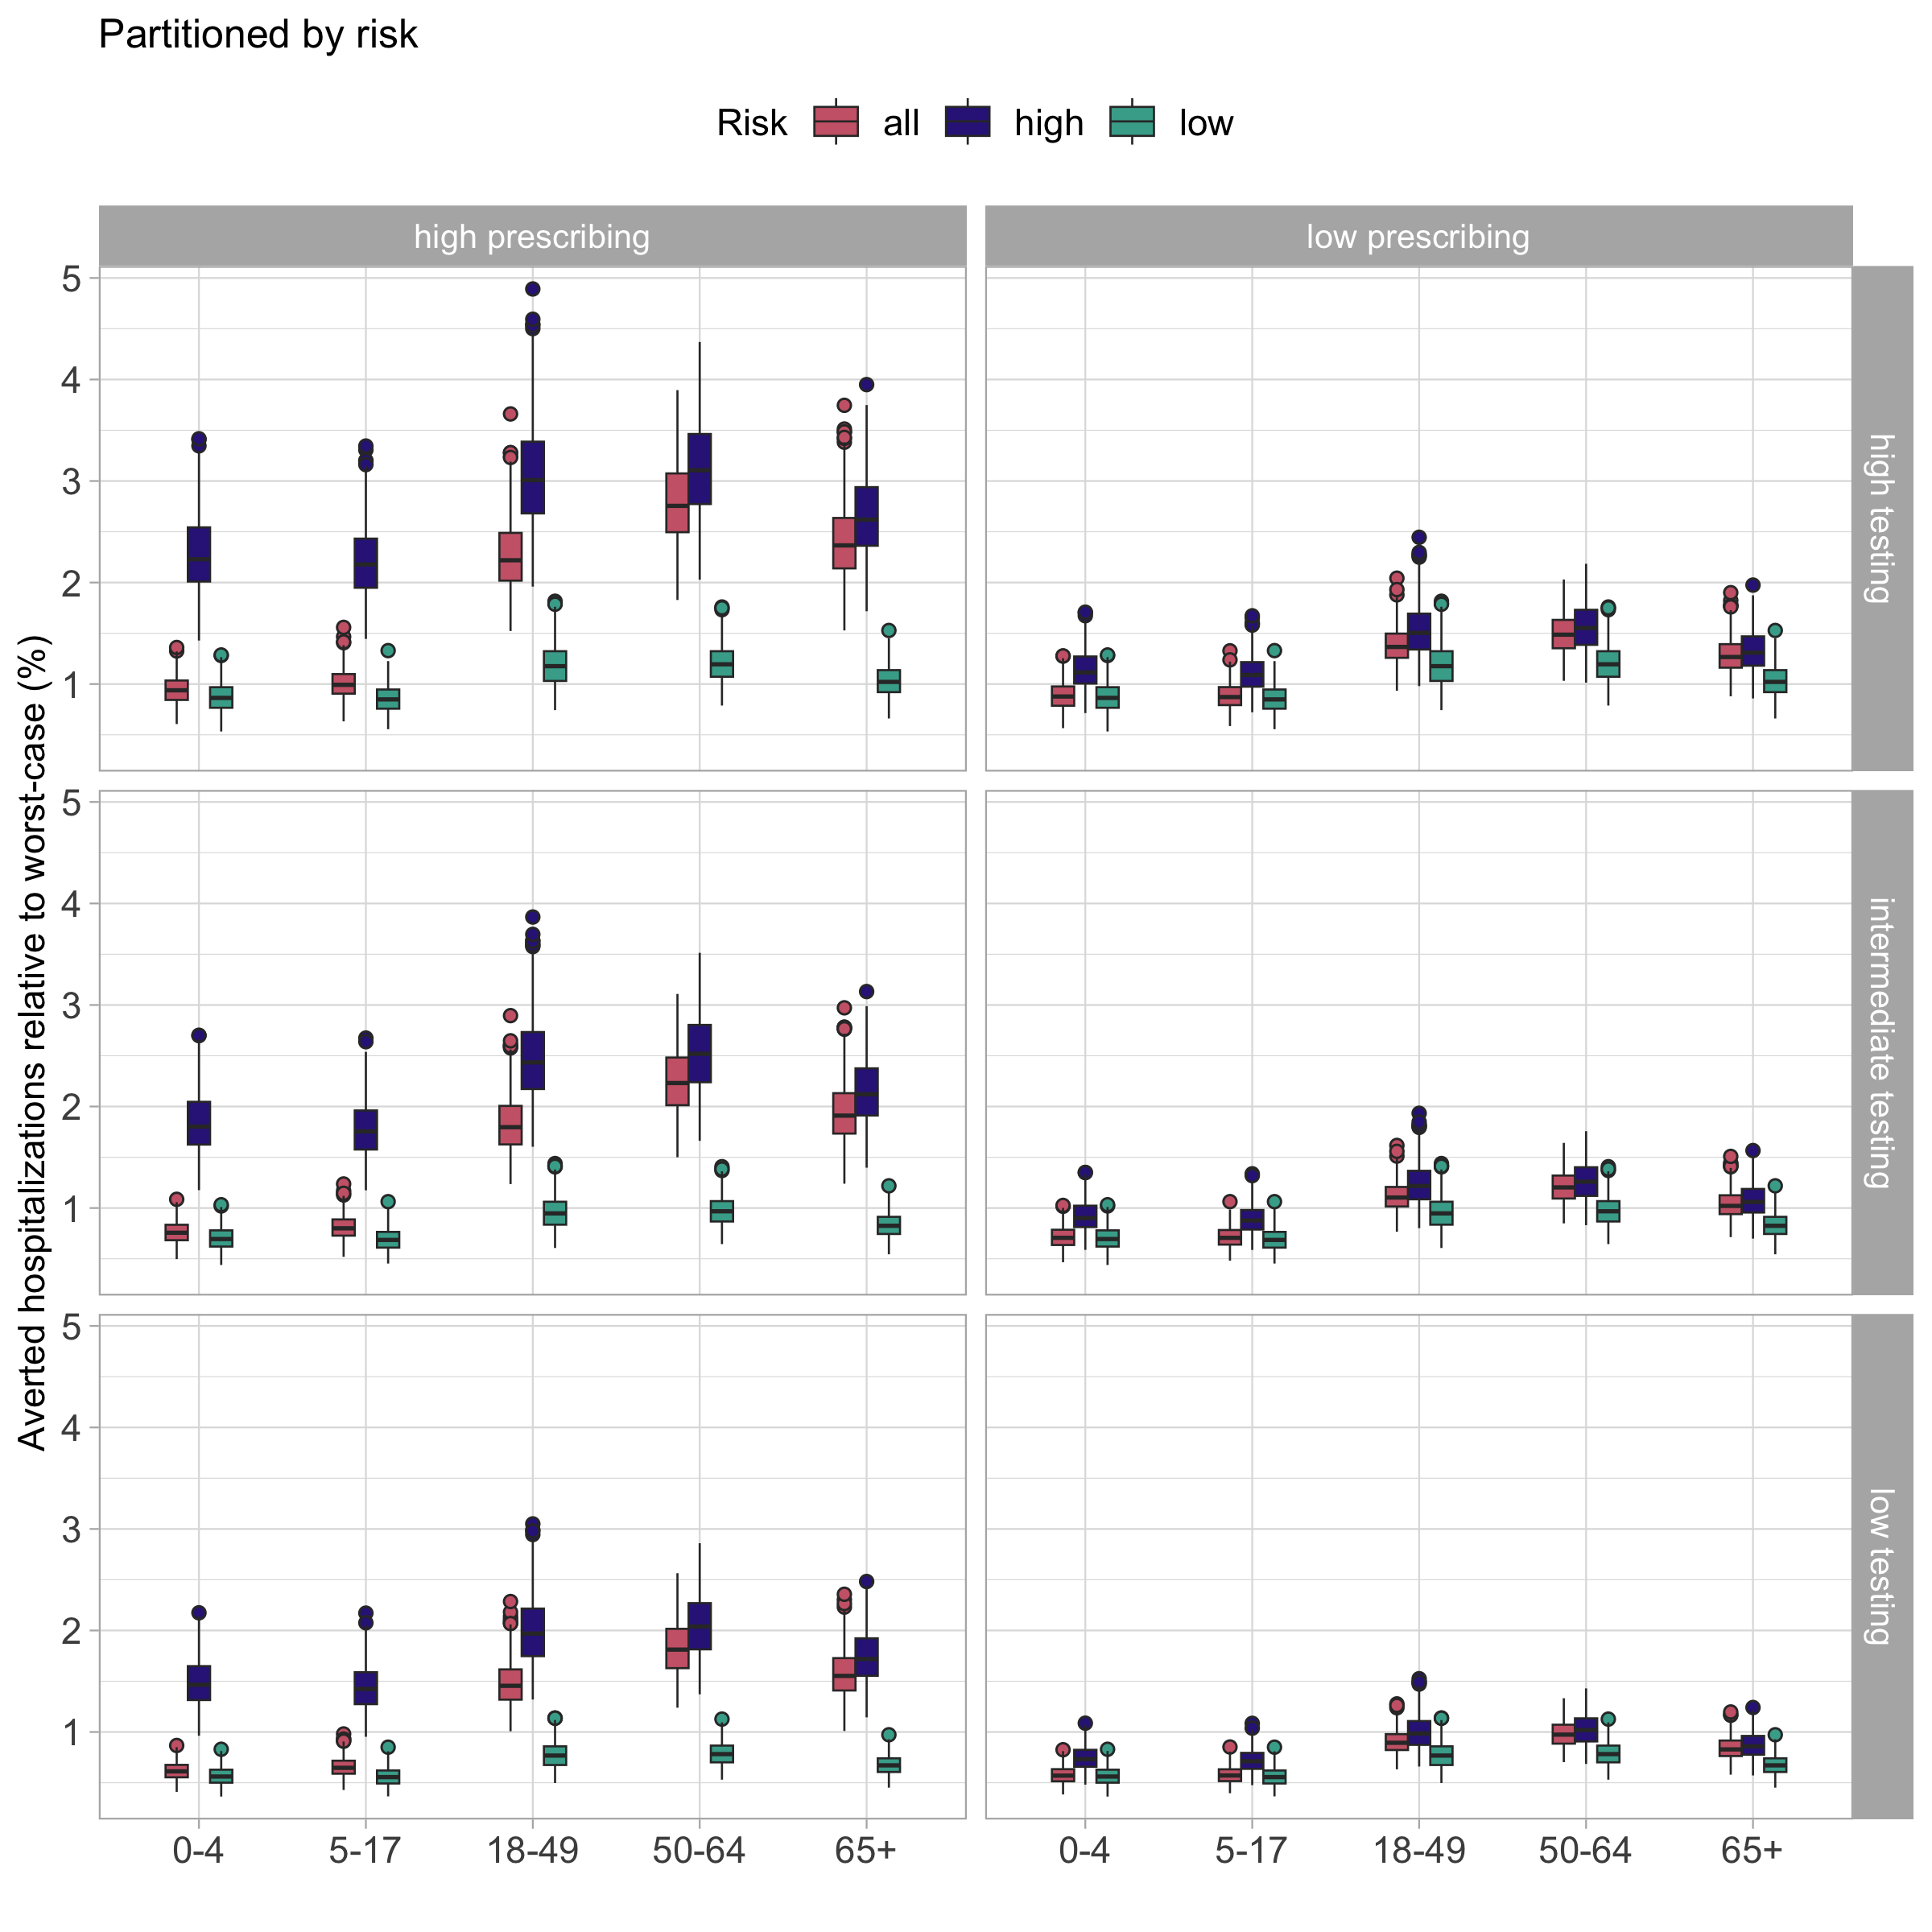 Partitioned by risk
Risk all high low
high prescribing
low prescribing
Averted hospitalizations relative to worst-case (%)
5
4
3
2
1
high testing
5
4
3
2
1
intermediate testing
5
4
3
2
1
low testing
0-4 5-17 18-49 50-64 65+
0-4 5-17 18-49 50-64 65+